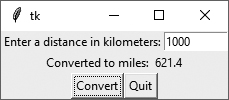 tk
Enter a distance in kilometers: 1000
Converted to miles: 621.4
Convert Quit